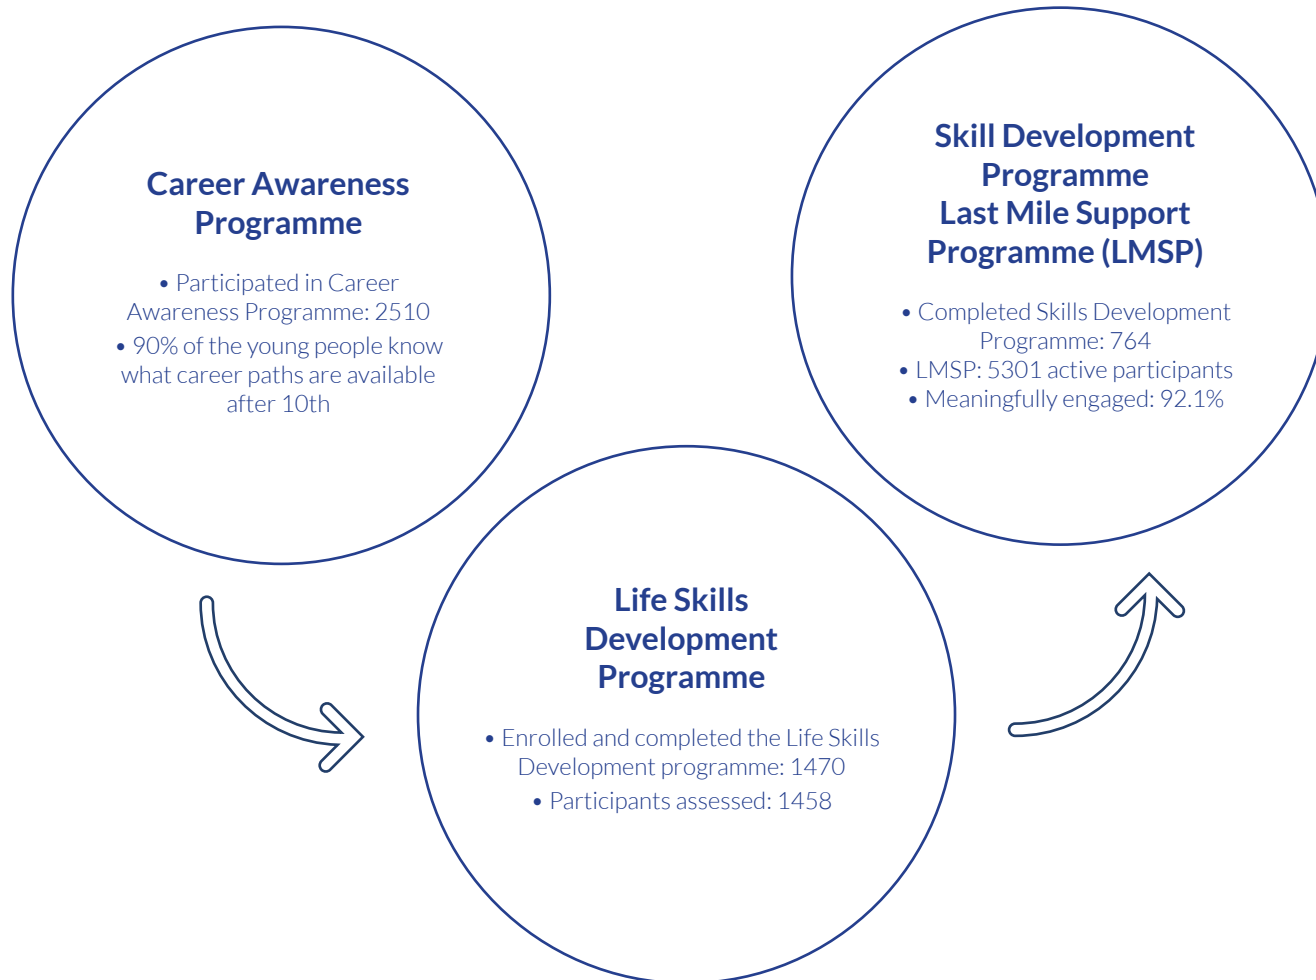 Career Awareness
Programme
• Participated in Career
Awareness Programme: 2510
• 90% of the young people know
what career paths are available
after 10th
Life Skills
Development
Programme
• Enrolled and completed the Life Skills
Development programme: 1470
• Participants assessed: 1458
Skill Development
Programme
Last Mile Support
Programme (LMSP)
• Completed Skills Development
Programme: 764
• LMSP: 5301 active participants
• Meaningfully engaged: 92.1%